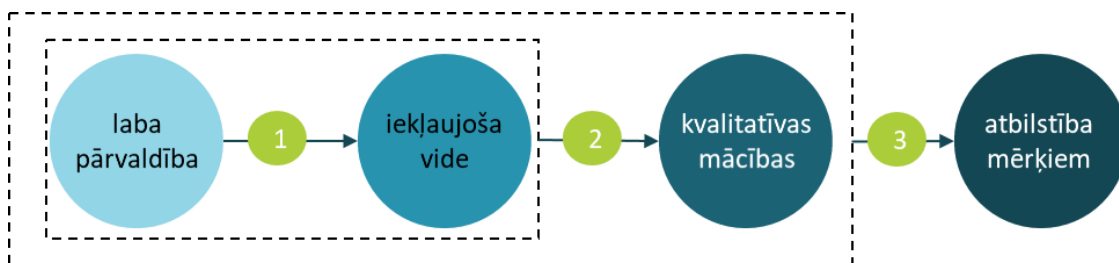 laba
pārvaldība
1
iekļaujoša
vide
2
kvalitatīvas
mācības
3
atbilstība
mērķiem